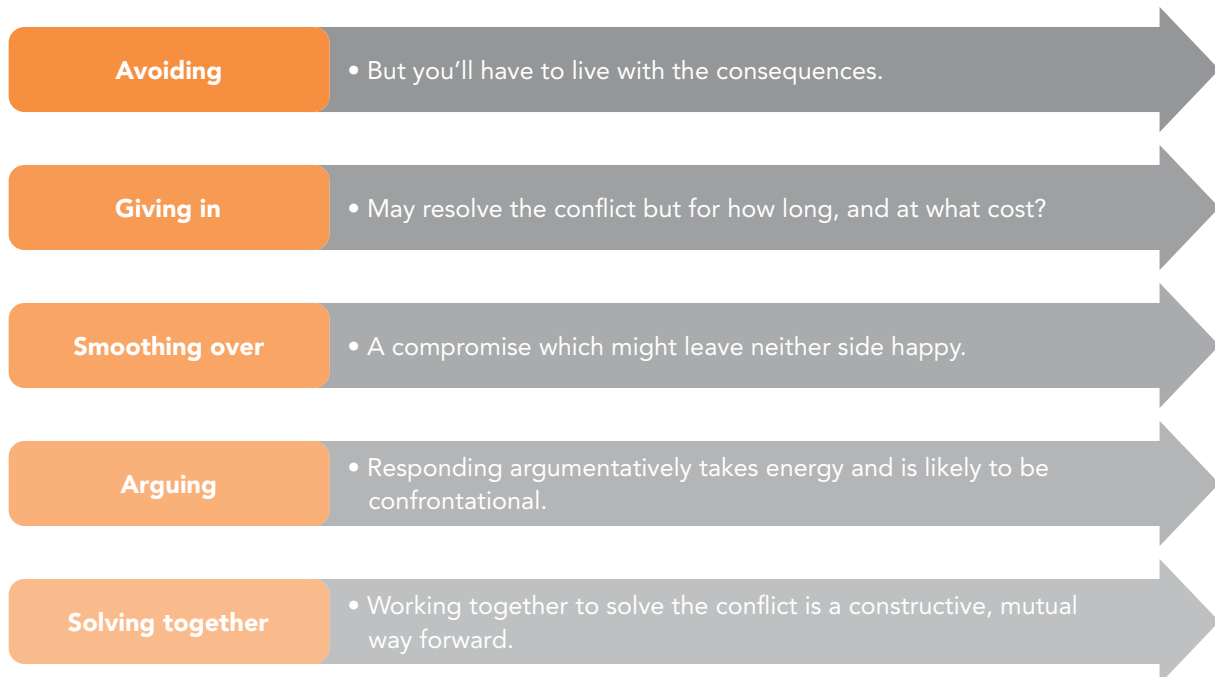 Avoiding
• But you’ll have to live with the consequences.
Giving in
• May resolve the conflict but for how long, and at what cost?
Smoothing over
• A compromise which might leave neither side happy.
Arguing
• Responding argumentatively takes energy and is likely to be
confrontational.
Solving together
• Working together to solve the conflict is a constructive, mutual
way forward.